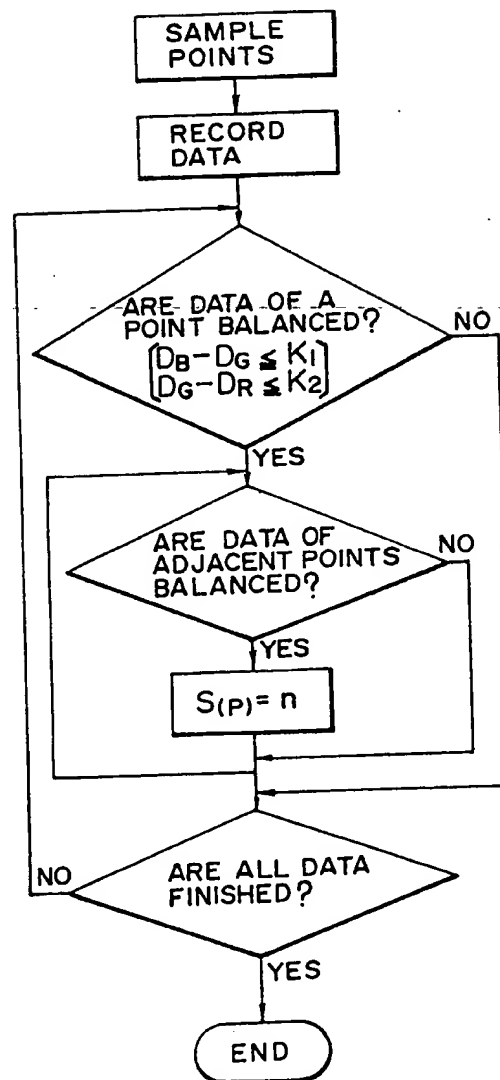 SAMPLE
POINTS
RECORD
DATA
ARE DATA OF A
POINT BALANCED?
[DB-DG ≦ K1]
[DG-DR ≦ K2]
NO
YES
ARE DATA OF
ADJACENT POINTS
BALANCED?
NO
YES
S(P) = n
ARE ALL DATA
FINISHED?
NO
YES
END